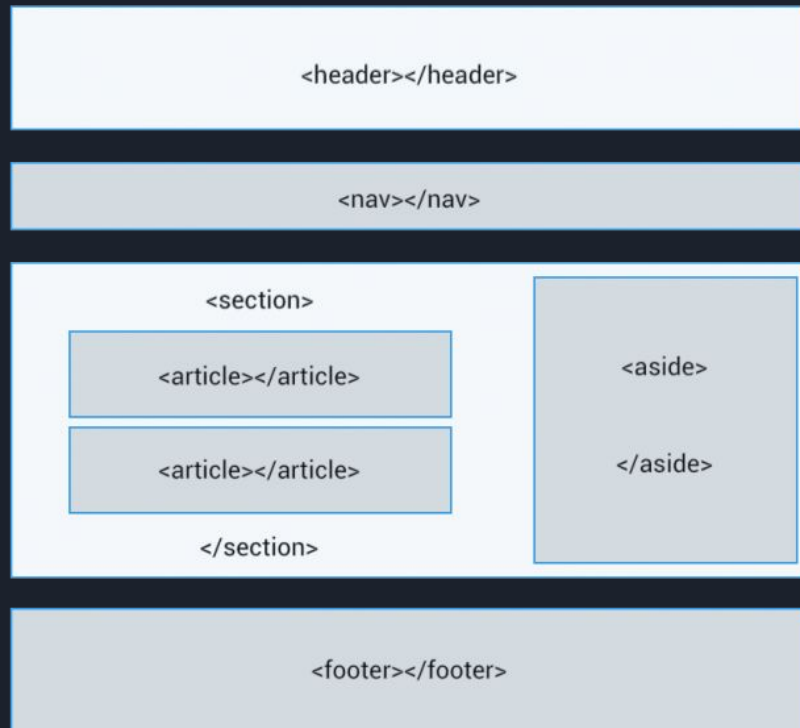 <header></header>
<nav></nav>
<section>
<article></article>
<article></article>
</section>
<aside>
</aside>
<footer></footer>